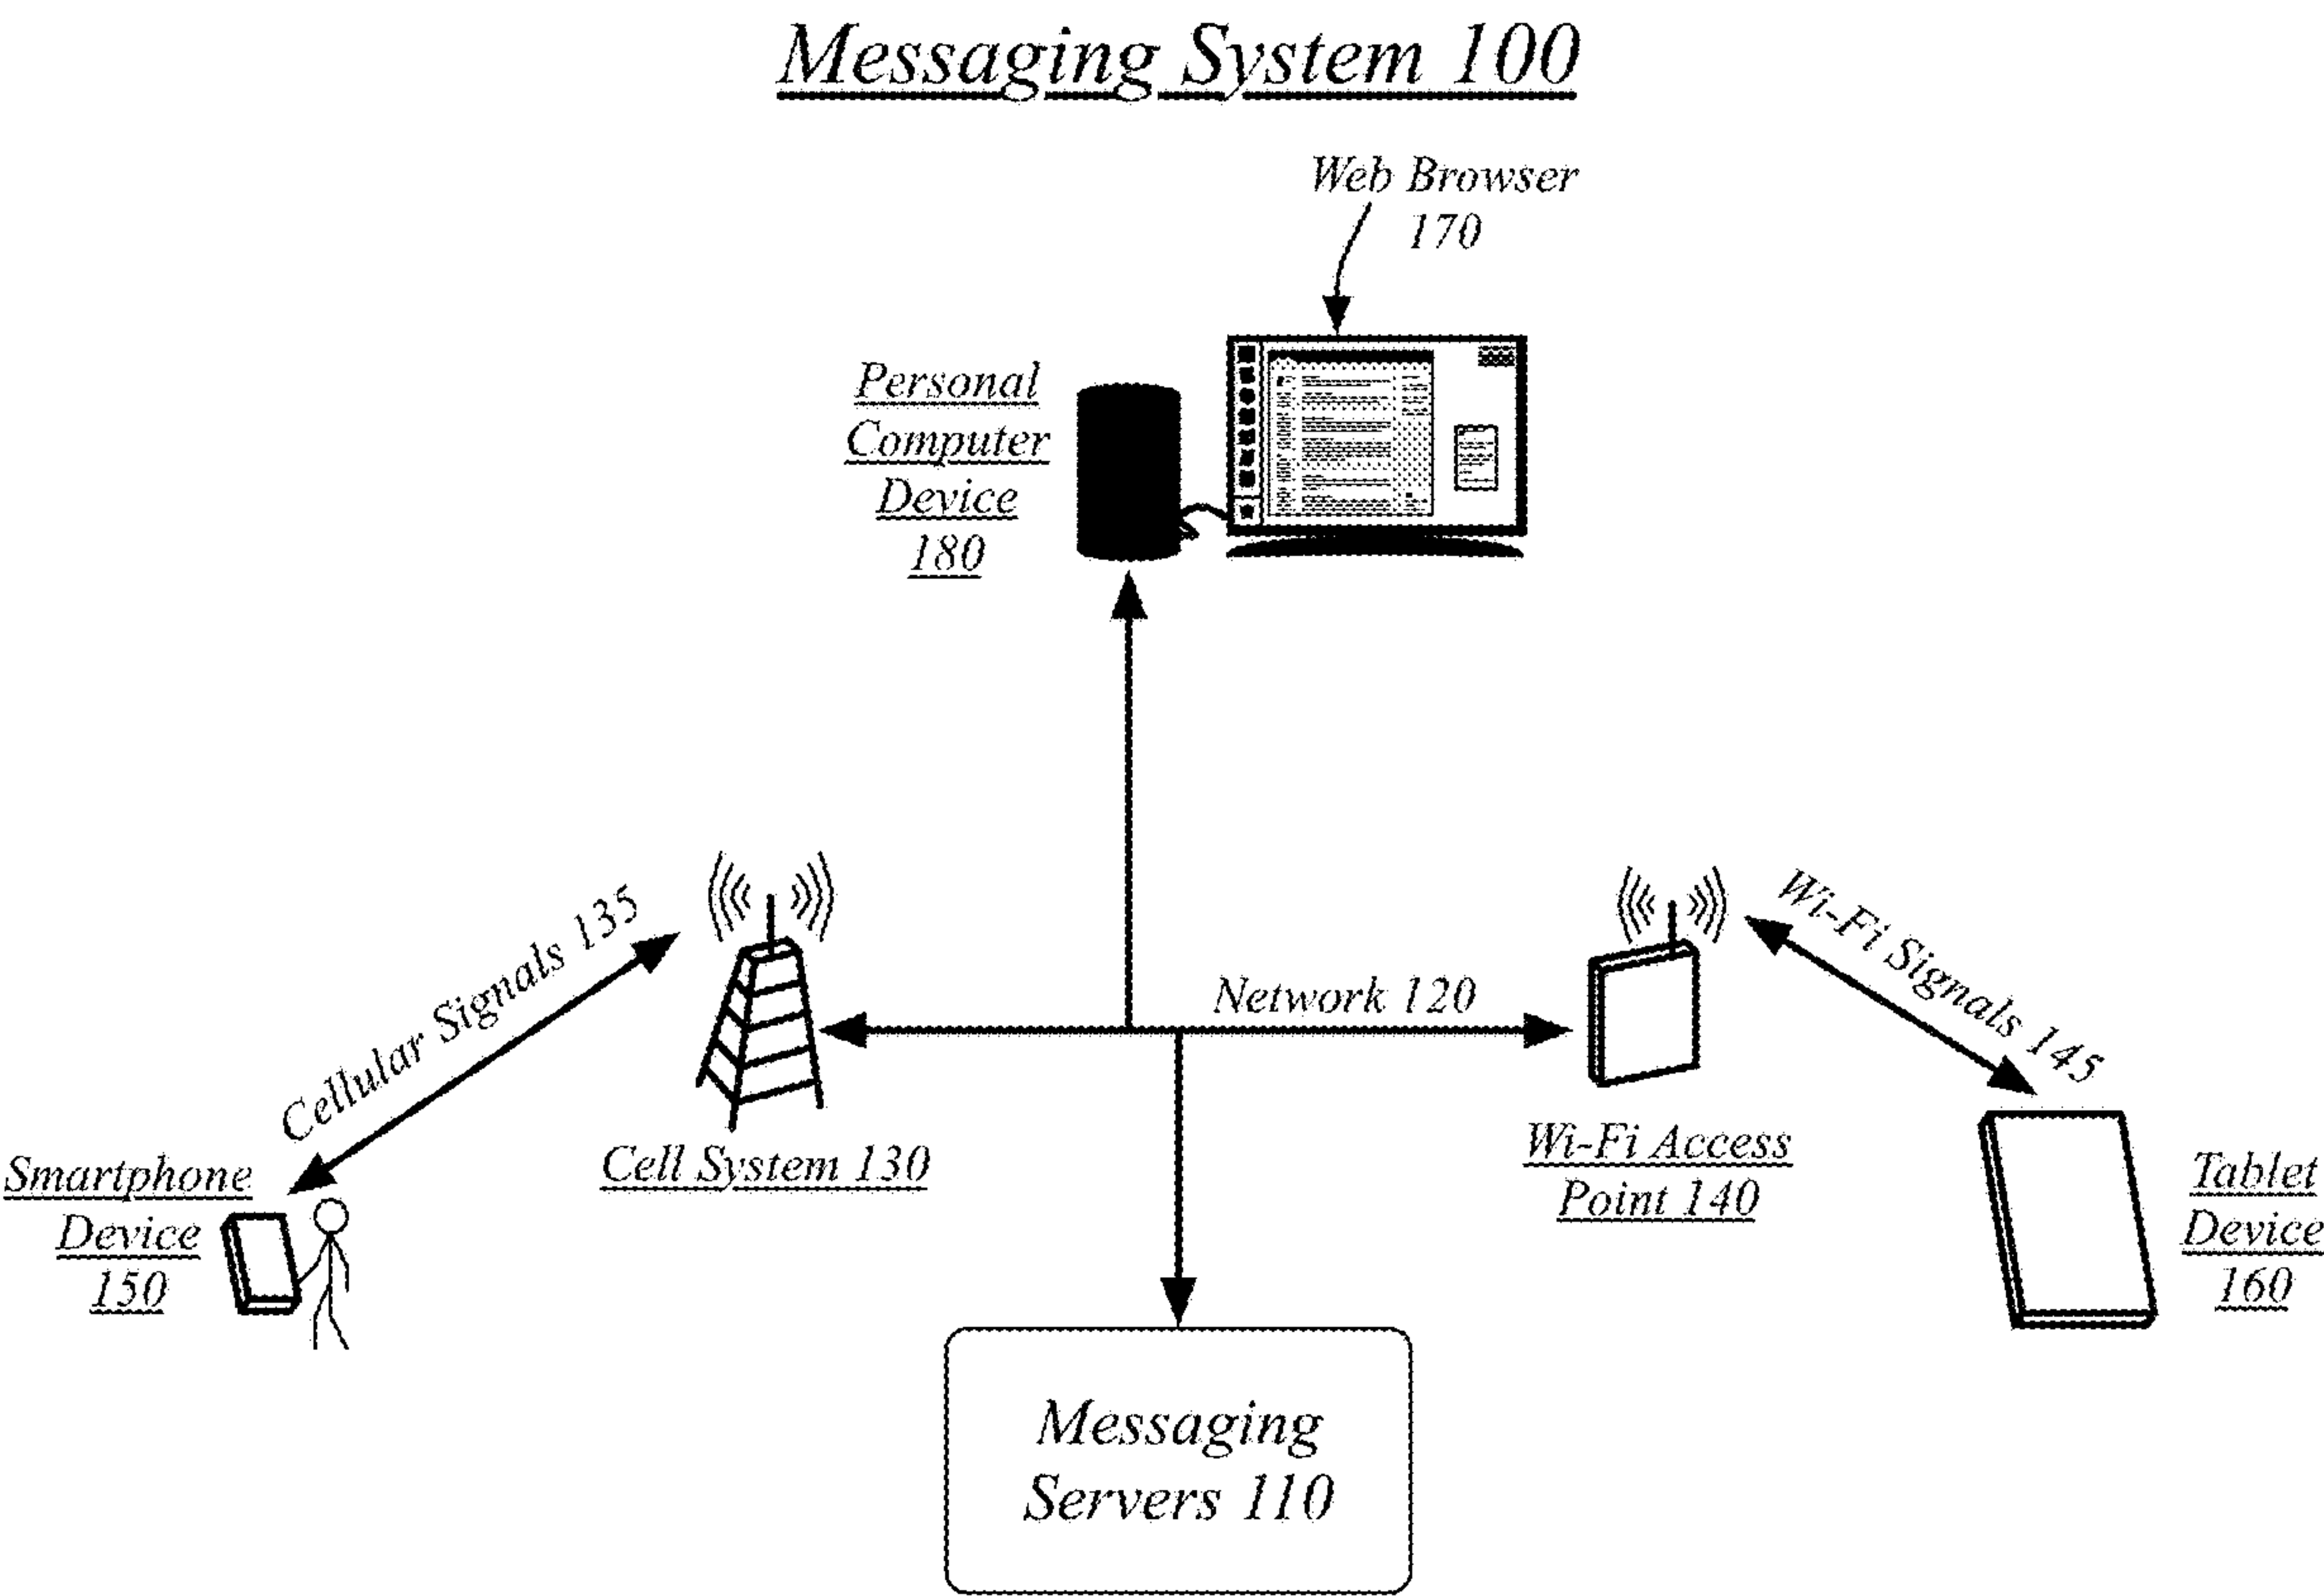 Messaging System 100
Web Browser
170
Personal
Computer
Device
180
Cellular Signals 135
Wi-Fi Signals 145
Network 120
Cell System 130
Wi-Fi Access
Point 140
Smartphone
Device
150
Tablet
Device
160
Messaging
Servers 110